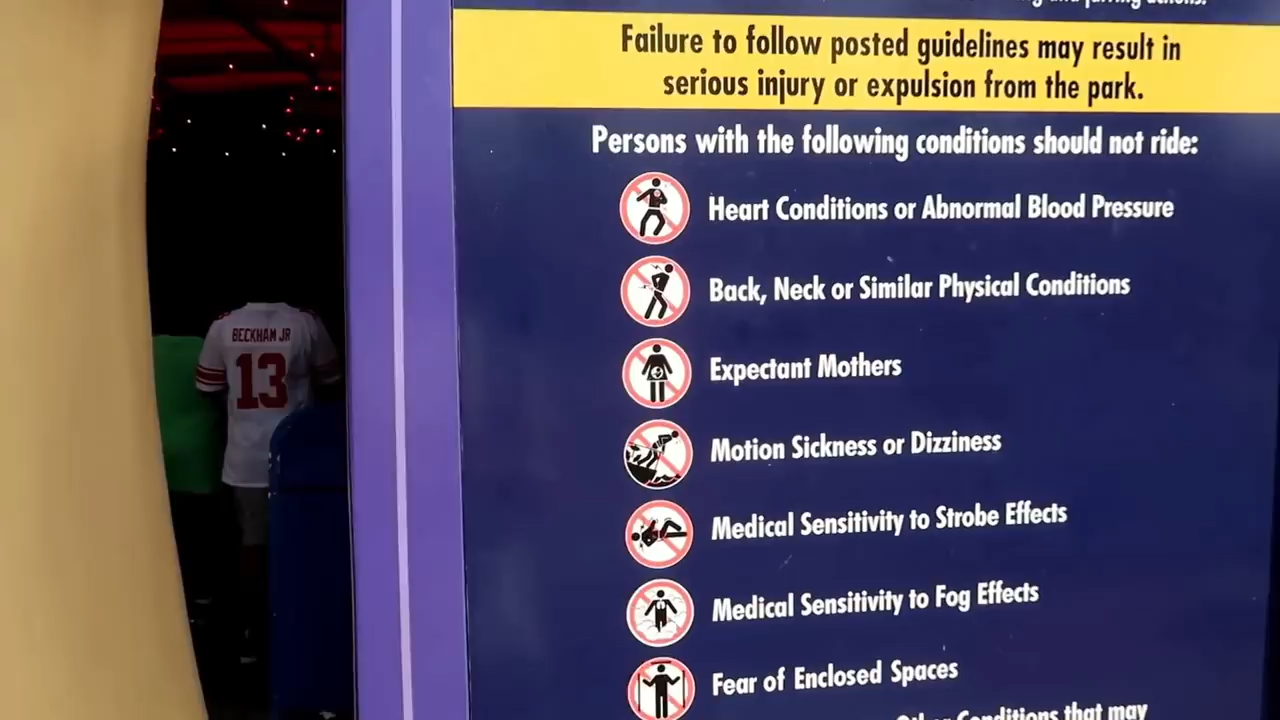 Failure to follow posted guidelines may result in
serious injury or expulsion from the park.
Persons with the following conditions should not ride:
Heart Conditions or Abnormal Blood Pressure
Back, Neck or Similar Physical Conditions
Expectant Mothers
Motion Sickness or Dizziness
Medical Sensitivity to Strobe Effects
Medical Sensitivity to Fog Effects
Fear of Enclosed Spaces
Conditions that may
BECKHAM JR
13